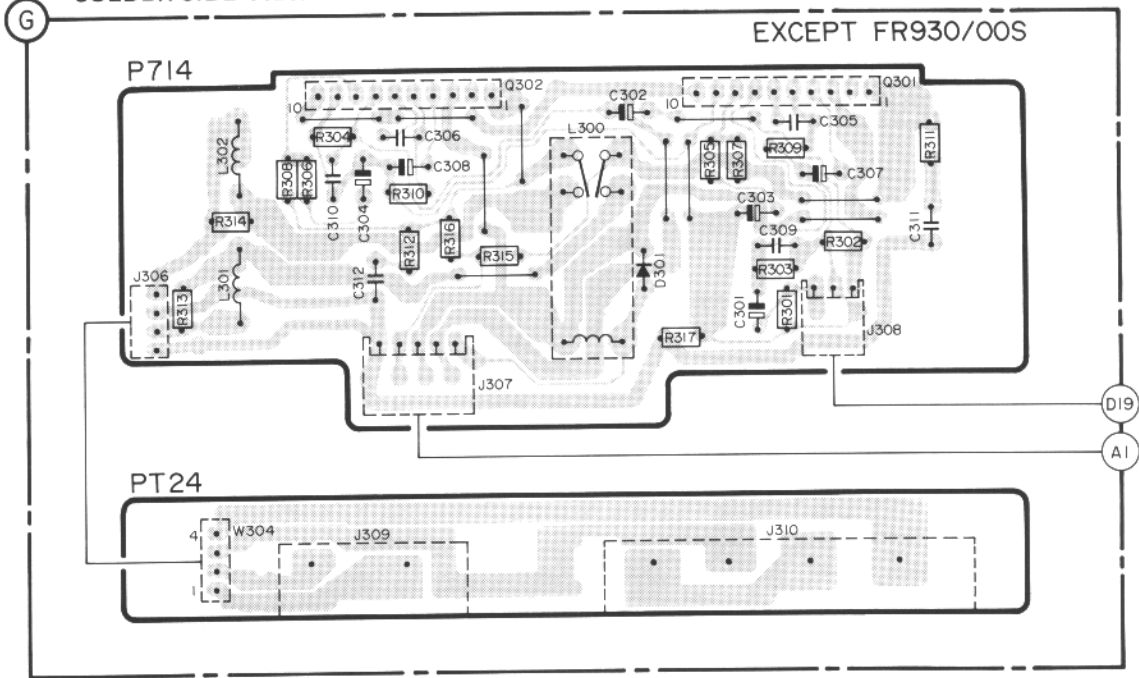 G
EXCEPT FR930/00S
P714
Q302
10
1
C302
Q301
10
1
L302
R304
C306
L300
C305
R311
R308
R306
C308
R305
R307
R309
C310
C304
R310
C307
R314
C303
C311
R316
R312
C309
R302
R315
L301
C312
D301
R303
J306
R313
C301
R301
J308
R317
J307
D19
A1
PT24
4
W304
J309
J310
1